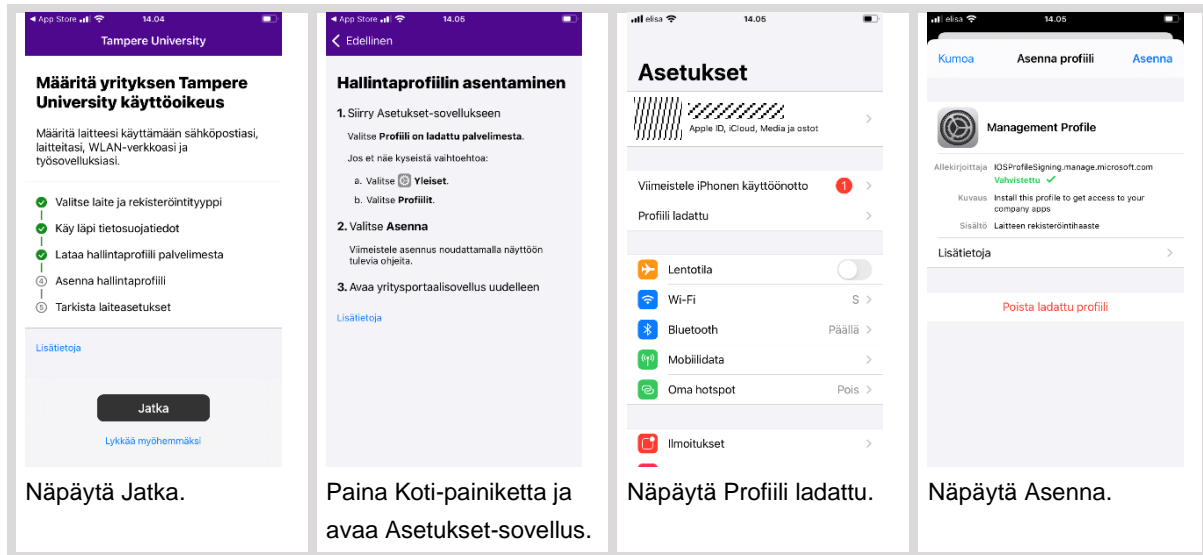 App Store 14.04
Tampere University
Määritä yrityksen Tampere
University käyttöoikeus
Määritä laitteesi käyttämään sähköpostiasi,
laitteitasi, WLAN-verkkoasi ja
työsovelluksiasi.
Valitse laite ja rekisteröintityyppi
Käy läpi tietosuojatiedot
Lataa hallintaprofiili palvelimesta
4 Asenna hallintaprofiili
5 Tarkista laiteasetukset
Lisätietoja
Jatka
Lykkää myöhemmäksi
Näpäytä Jatka.
App Store 14.05
Edellinen
Hallintaprofiilin asentaminen
1. Siirry Asetukset-sovellukseen
Valitse Profiili on ladattu palvelimesta.
Jos et näe kyseistä vaihtoehtoa:
a. Valitse Yleiset.
b. Valitse Profiilit.
2. Valitse Asenna
Viimeistele asennus noudattamalla näyttöön
tulevia ohjeita.
3. Avaa yritysportaalisovellus uudelleen
Lisätietoja
Paina Koti-painiketta ja
avaa Asetukset-sovellus.
elisa 14.05
Asetukset
Apple ID, iCloud, Media ja ostot
Viimeistele iPhonen käyttöönotto 1
Profiili ladattu
Lentotila
Wi-Fi S
Bluetooth Päällä
Mobiilidata
Oma hotspot Pois
Ilmoitukset
Näpäytä Profiili ladattu.
elisa 14.05
Kumoa Asenna profiili Asenna
Management Profile
Allekirjoittaja IOSProfileSigning.manage.microsoft.com
Vahvistettu
Kuvaus Install this profile to get access to your
company apps
Sisältö Laitteen rekisteröintihaaste
Lisätietoja
Poista ladattu profiili
Näpäytä Asenna.